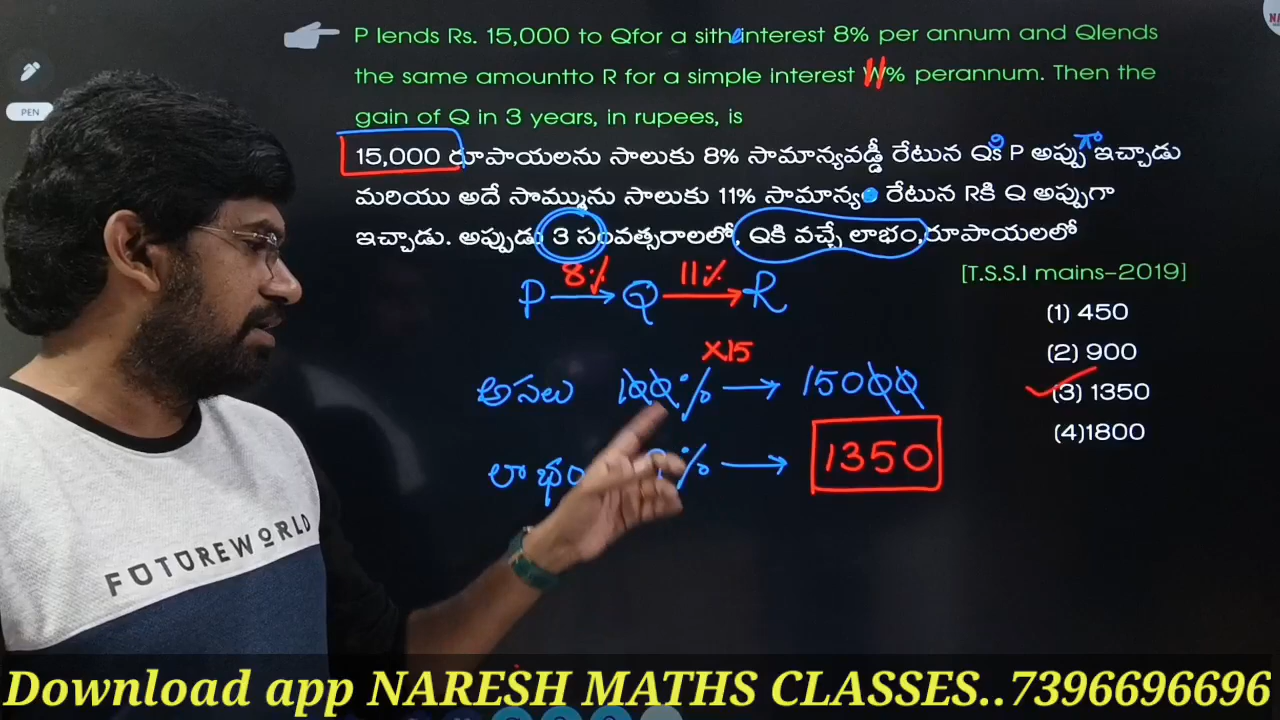 P lends Rs. 15,000 to Qfor a sith interest 8% per annum and Qlends
the same amountto R for a simple interest 11% perannum. Then the
gain of Q in 3 years, in rupees, is
15,000 రూపాయలను సాలుకు 8% సామాన్యవడ్డీ రేటున Qకి P అప్పుగా ఇచ్చాడు
మరియు అదే సొమ్మును సాలుకు 11% సామాన్య రేటున Rకి Q అప్పుగా
ఇచ్చాడు. అప్పుడు 3 సంవత్సరాలలో, Qకి వచ్చే లాభం, రూపాయలలో
[T.S.S.I mains-2019]
(1) 450
(2) 900
(3) 1350
(4)1800
8% 11%
P → Q → R
×15
అసలు 100% → 15000
లాభం 9% → 1350
PEN
FUTUREWORLD
Download app NARESH MATHS CLASSES..7396696696